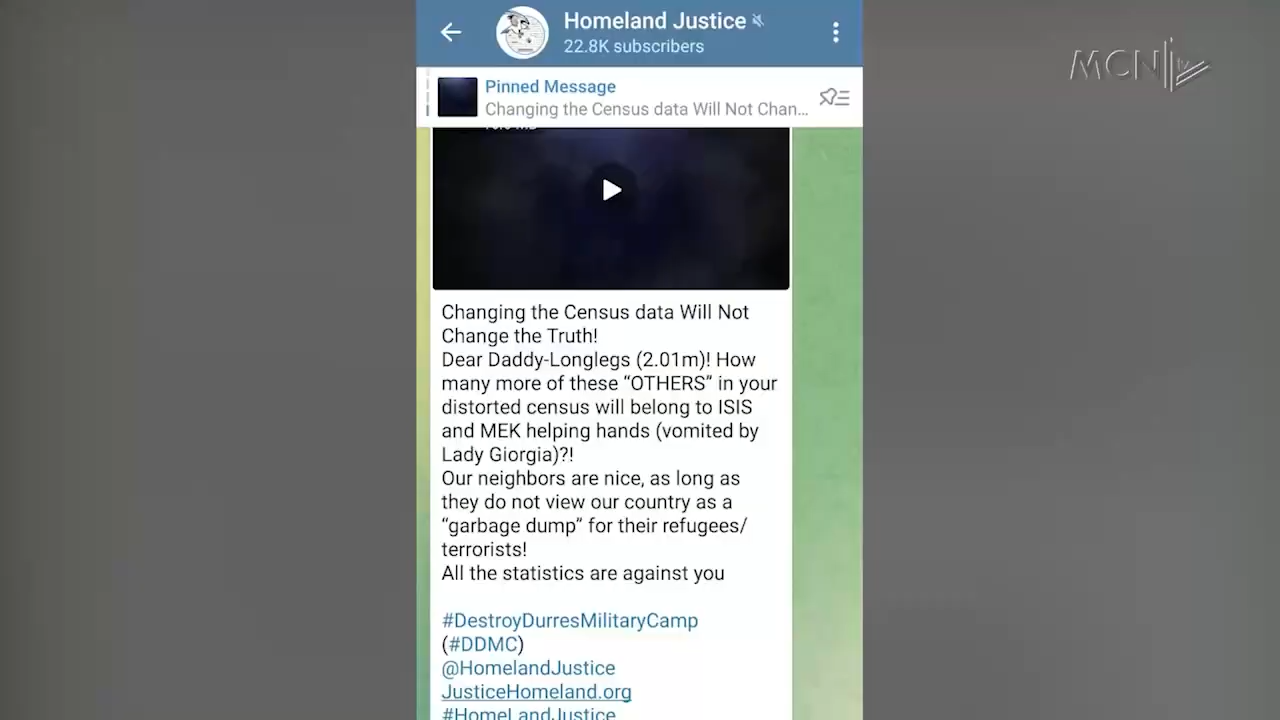 Homeland Justice
22.8K subscribers
MCN TV
Pinned Message
Changing the Census data Will Not Chan...
Changing the Census data Will Not
Change the Truth!
Dear Daddy-Longlegs (2.01m)! How
many more of these “OTHERS” in your
distorted census will belong to ISIS
and MEK helping hands (vomited by
Lady Giorgia)?!
Our neighbors are nice, as long as
they do not view our country as a
“garbage dump” for their refugees/
terrorists!
All the statistics are against you
#DestroyDurresMilitaryCamp
(#DDMC)
@HomelandJustice
JusticeHomeland.org
#HomeLandJustice